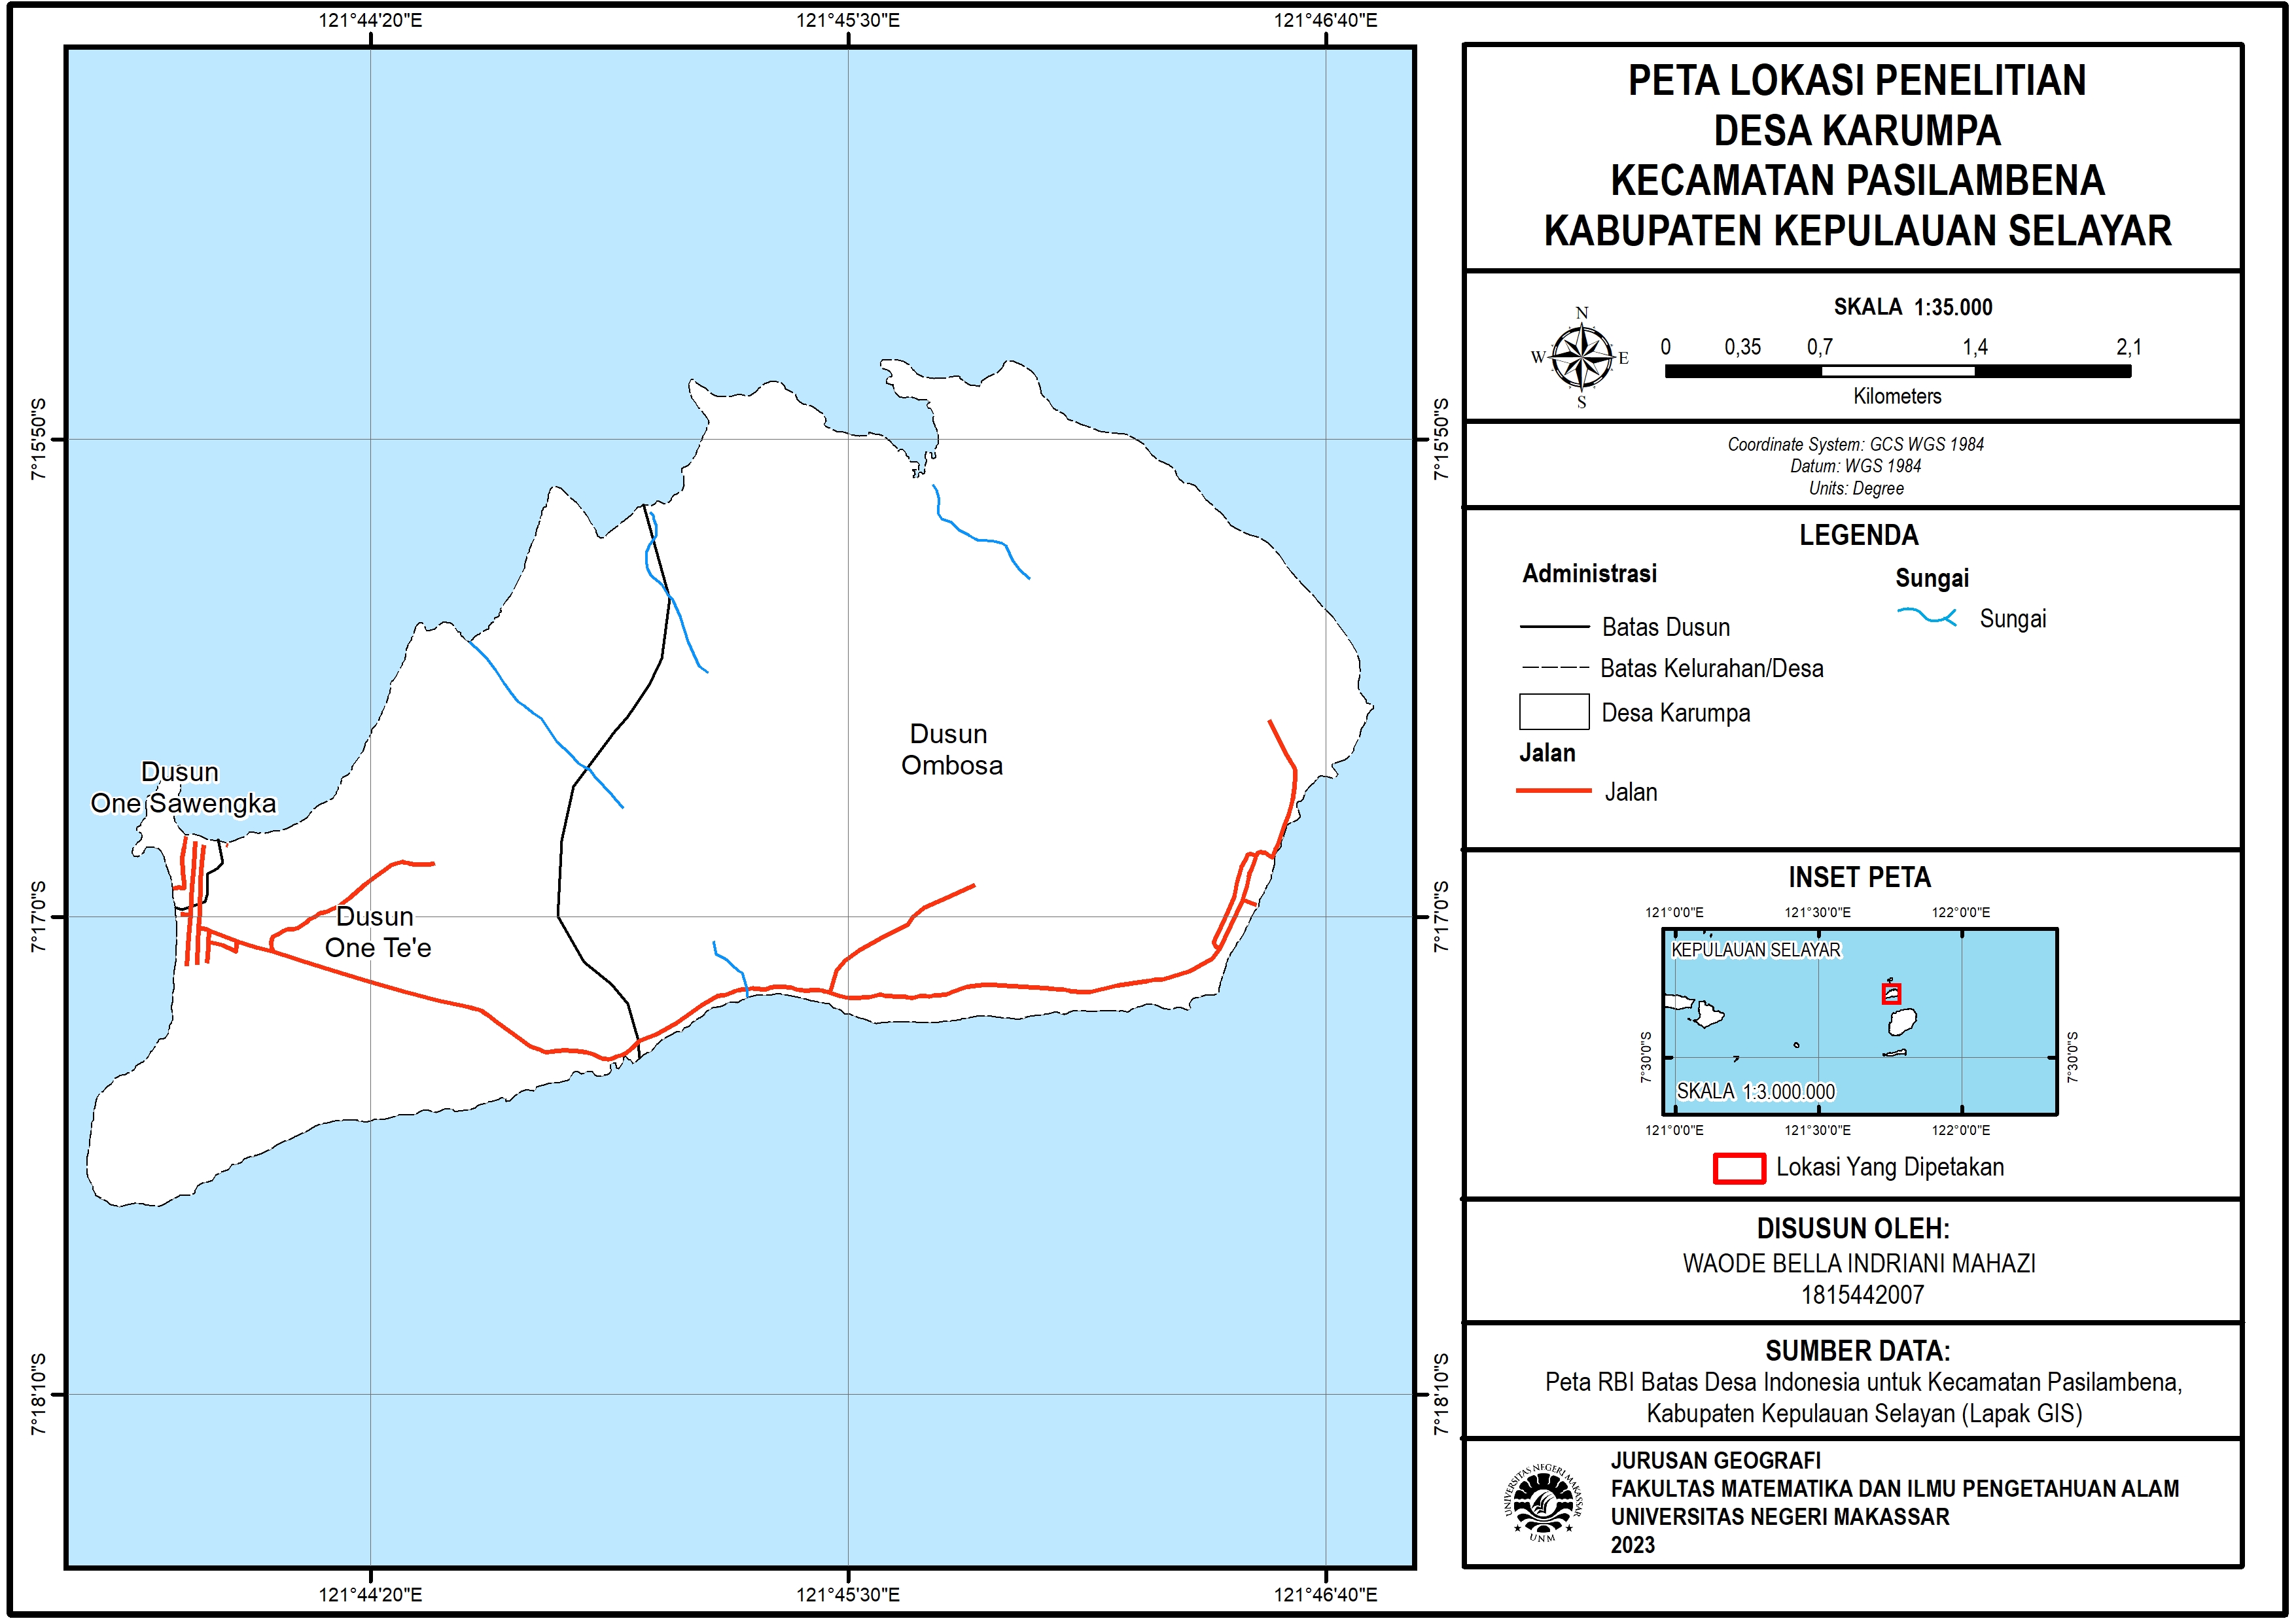 121°44'20"E
121°45'30"E
121°46'40"E
7°15'50"S
7°15'50"S
Dusun
Ombosa
Dusun
One Sawengka
7°17'0"S
Dusun
One Te'e
7°17'0"S
7°18'10"S
7°18'10"S
121°44'20"E
121°45'30"E
121°46'40"E
PETA LOKASI PENELITIAN
DESA KARUMPA
KECAMATAN PASILAMBENA
KABUPATEN KEPULAUAN SELAYAR
N
W
E
S
SKALA 1:35.000
0 0,35 0,7 1,4 2,1
Kilometers
Coordinate System: GCS WGS 1984
Datum: WGS 1984
Units: Degree
LEGENDA
Administrasi
Batas Dusun
Batas Kelurahan/Desa
Desa Karumpa
Jalan
Jalan
Sungai
Sungai
INSET PETA
121°0'0"E 121°30'0"E 122°0'0"E
KEPULAUAN SELAYAR
7°30'0"S
7°30'0"S
SKALA 1:3.000.000
121°0'0"E 121°30'0"E 122°0'0"E
Lokasi Yang Dipetakan
DISUSUN OLEH:
WAODE BELLA INDRIANI MAHAZI
1815442007
SUMBER DATA:
Peta RBI Batas Desa Indonesia untuk Kecamatan Pasilambena,
Kabupaten Kepulauan Selayan (Lapak GIS)
UNIVERSITAS NEGERI MAKASSAR
UNM
JURUSAN GEOGRAFI
FAKULTAS MATEMATIKA DAN ILMU PENGETAHUAN ALAM
UNIVERSITAS NEGERI MAKASSAR
2023